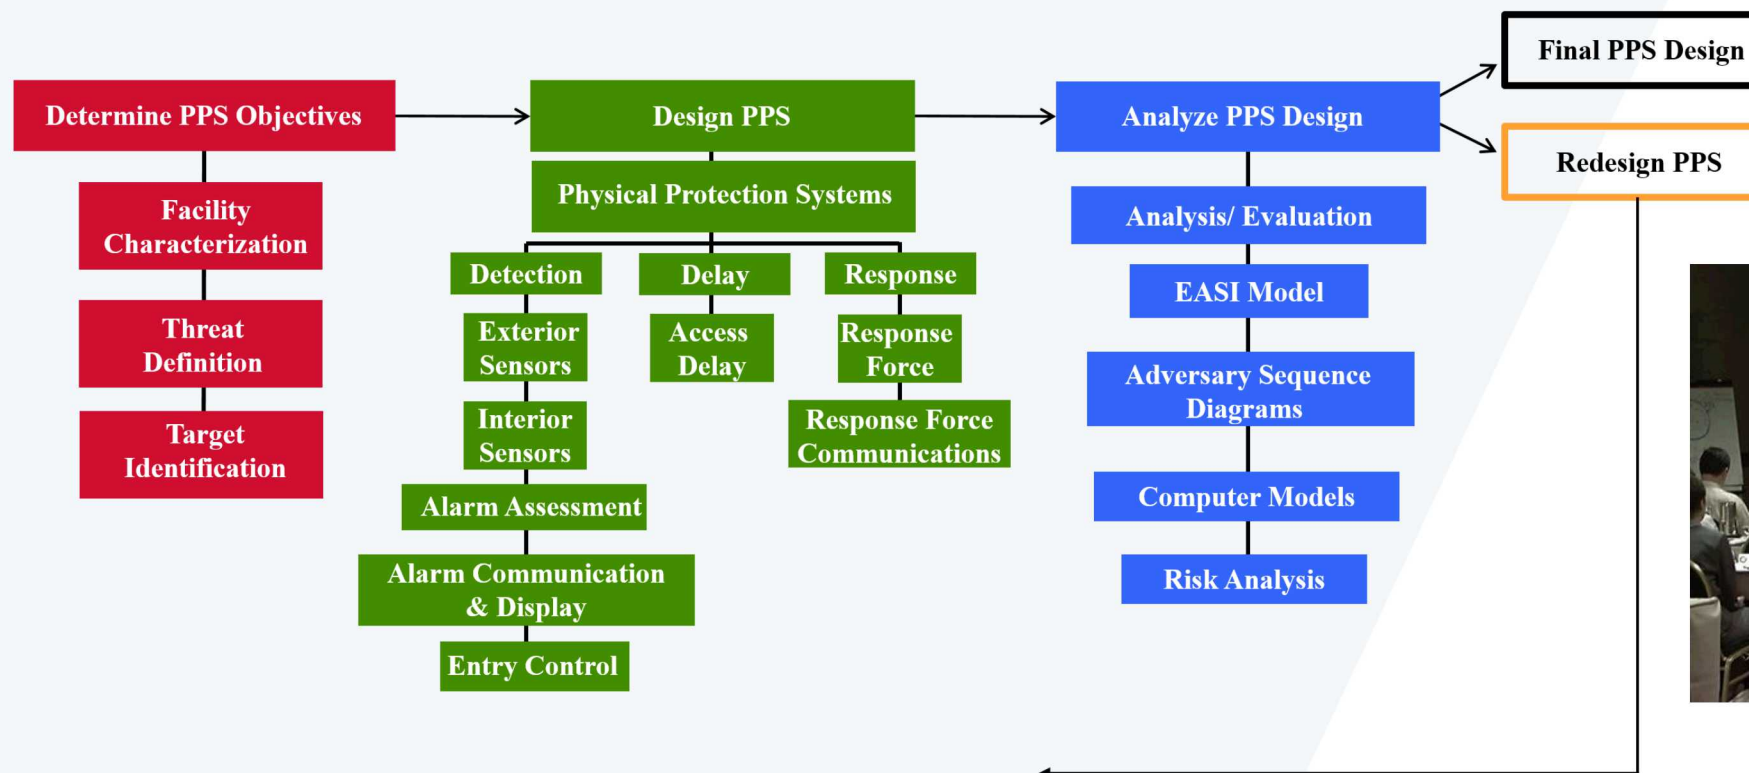 Determine PPS Objectives
Facility
Characterization
Threat
Definition
Target
Identification
Design PPS
Physical Protection Systems
Detection
Exterior
Sensors
Interior
Sensors
Alarm Assessment
Alarm Communication
& Display
Entry Control
Delay
Access
Delay
Response
Response
Force
Response Force
Communications
Analyze PPS Design
Analysis/ Evaluation
EASI Model
Adversary Sequence
Diagrams
Computer Models
Risk Analysis
Final PPS Design
Redesign PPS